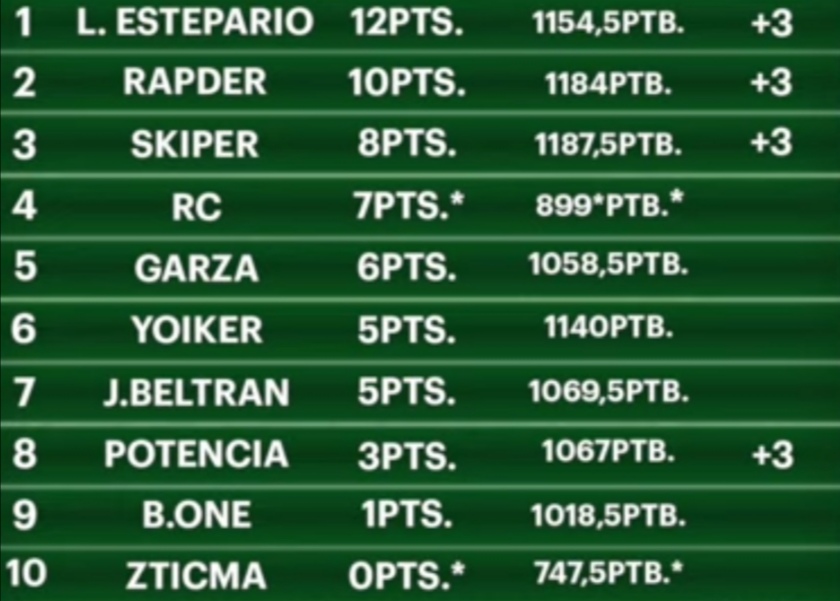 1 L. ESTEPARIO 12PTS. 1154,5PTB. +3
2 RAPDER 10PTS. 1184PTB. +3
3 SKIPER 8PTS. 1187,5PTB. +3
4 RC 7PTS.* 899*PTB.*
5 GARZA 6PTS. 1058,5PTB.
6 YOIKER 5PTS. 1140PTB.
7 J.BELTRAN 5PTS. 1069,5PTB.
8 POTENCIA 3PTS. 1067PTB. +3
9 B.ONE 1PTS. 1018,5PTB.
10 ZTICMA 0PTS.* 747,5PTB.*